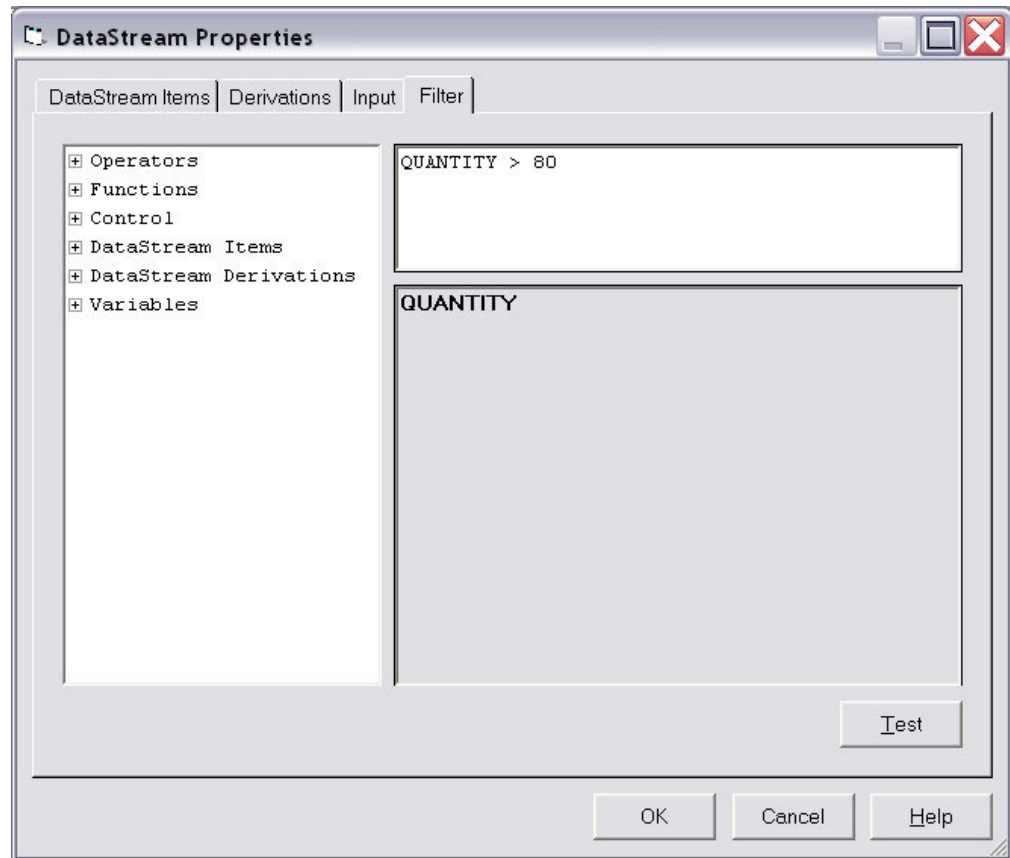 DataStream Properties
DataStream Items Derivations Input Filter
Operators
Functions
Control
DataStream Items
DataStream Derivations
Variables
QUANTITY > 80
QUANTITY
Test
OK Cancel Help